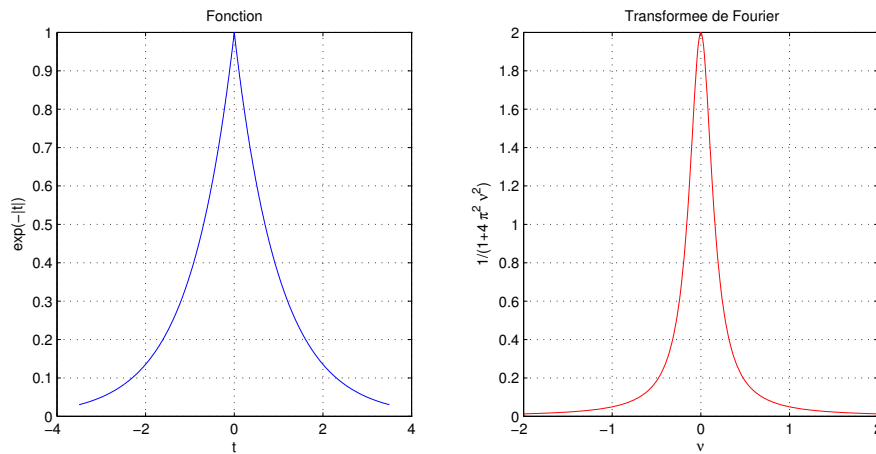 Fonction
1
0.9
0.8
0.7
0.6
0.5
0.4
0.3
0.2
0.1
0
exp(−|t|)
−4 −2 0 2 4
t
Transformee de Fourier
2
1.8
1.6
1.4
1.2
1
0.8
0.6
0.4
0.2
0
1/(1+4 π² ν²)
−2 −1 0 1 2
ν